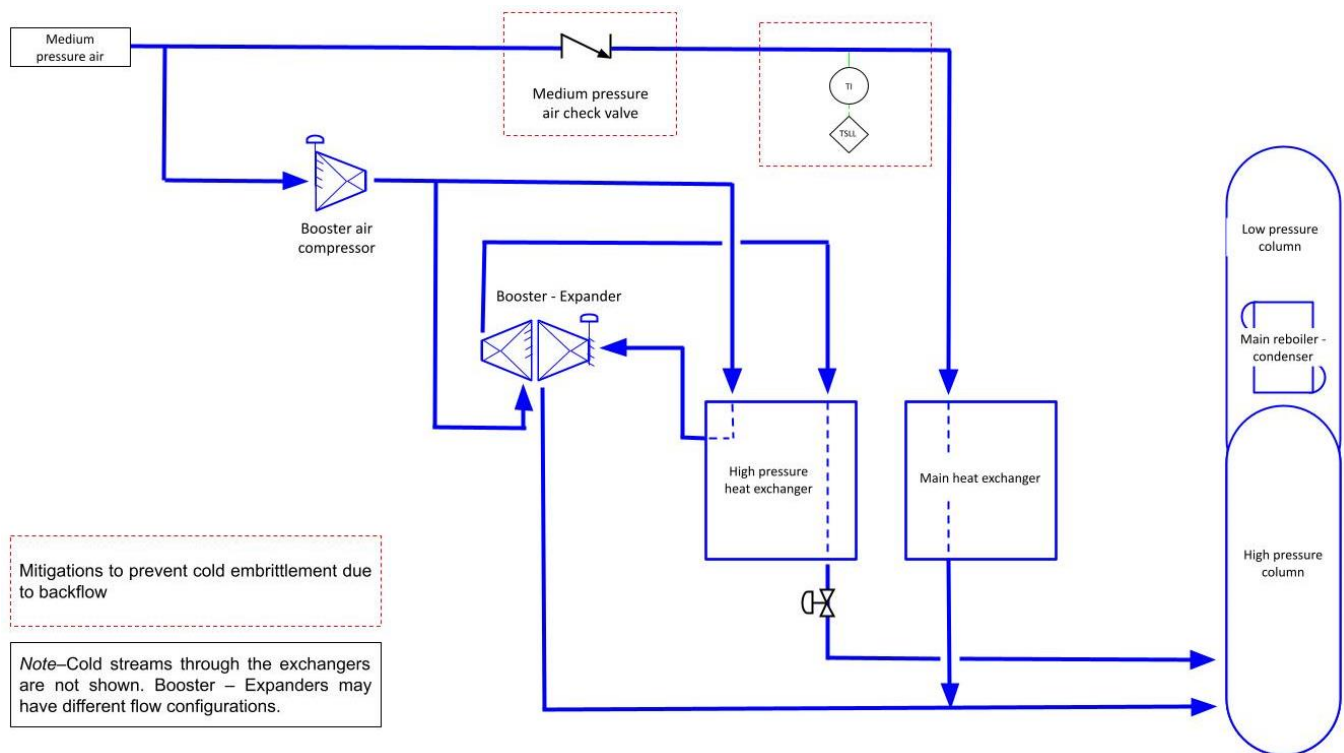 Medium
pressure air
Medium pressure
air check valve
TI
TSLL
Booster air
compressor
Booster - Expander
Low pressure
column
Main reboiler -
condenser
High pressure
heat exchanger
Main heat exchanger
High pressure
column
Mitigations to prevent cold embrittlement due
to backflow
Note–Cold streams through the exchangers
are not shown. Booster – Expanders may
have different flow configurations.